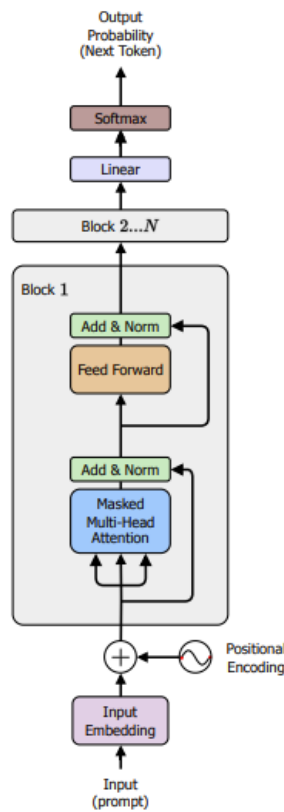 Output
Probability
(Next Token)
Softmax
Linear
Block 2...N
Block 1
Add & Norm
Feed Forward
Add & Norm
Masked
Multi-Head
Attention
Positional
Encoding
Input
Embedding
Input
(prompt)